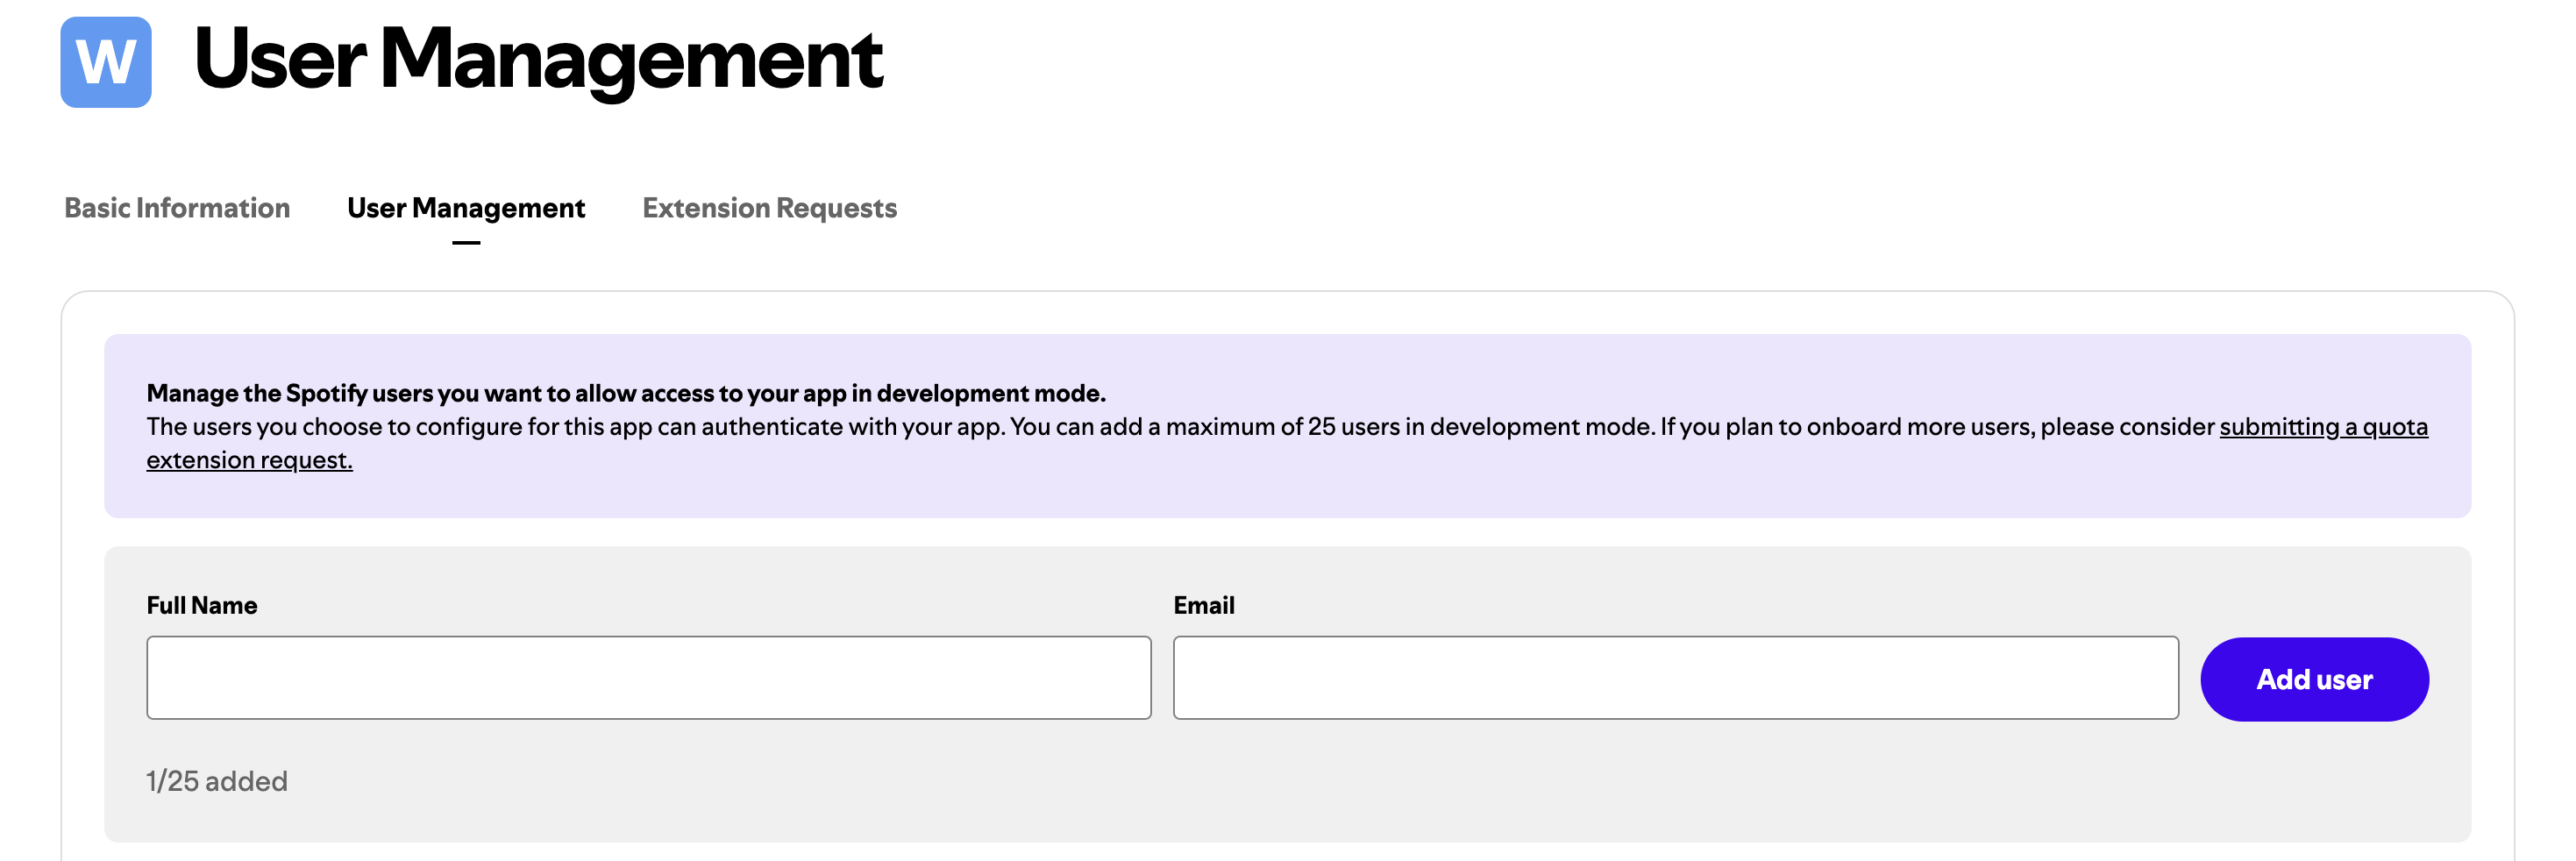 W User Management
Basic Information User Management Extension Requests
Manage the Spotify users you want to allow access to your app in development mode.
The users you choose to configure for this app can authenticate with your app. You can add a maximum of 25 users in development mode. If you plan to onboard more users, please consider submitting a quota
extension request.
Full Name Email
Add user
1/25 added